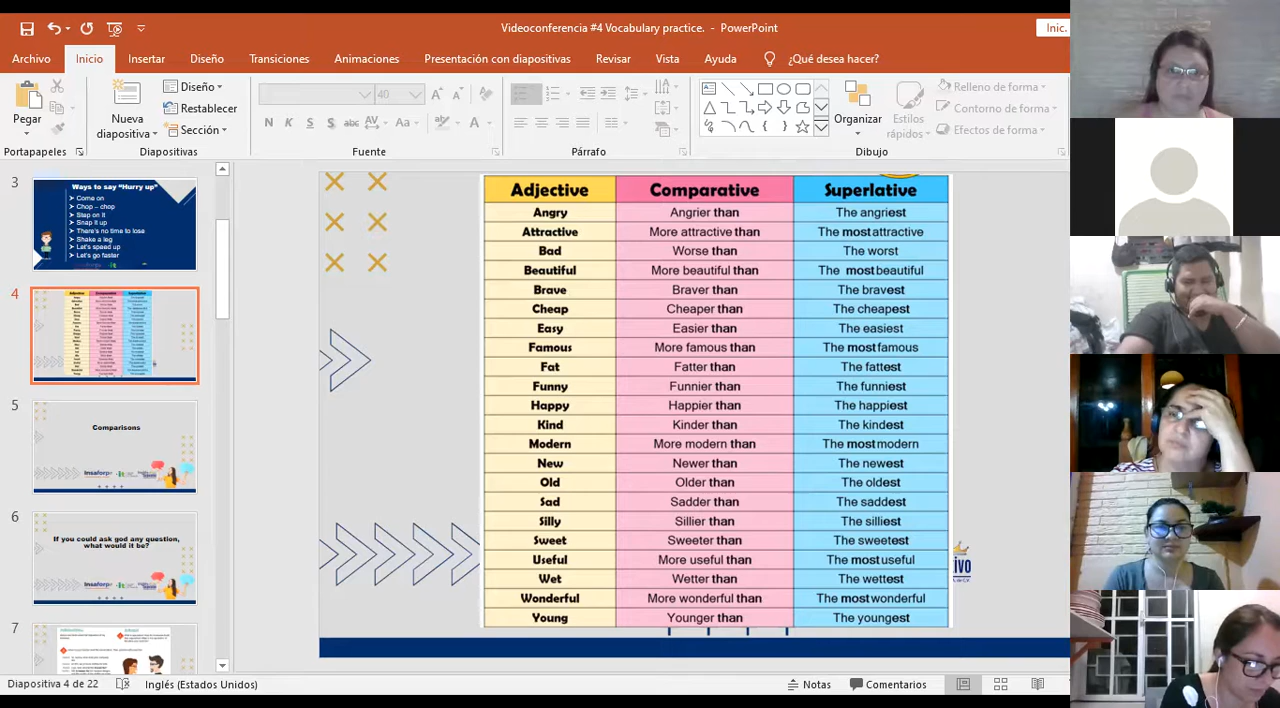 Videoconferencia #4 Vocabulary practice. - PowerPoint
Inic.
Archivo Inicio Insertar Diseño Transiciones Animaciones Presentación con diapositivas Revisar Vista Ayuda ¿Qué desea hacer?
Pegar
Nueva diapositiva
Diseño
Restablecer
Sección
40
N K S S abc AV Aa A
Organizar
Estilos rápidos
Relleno de forma
Contorno de forma
Efectos de forma
Portapapeles Diapositivas Fuente Párrafo Dibujo
3
Ways to say "Hurry up"
Come on
Chop – chop
Step on it
Snap it up
There's no time to lose
Shake a leg
Let's speed up
Let's go faster
4
5
Comparisons
Insaforp
6
If you could ask god any question,
what would it be?
Insaforp
7
Adjective Comparative Superlative
Angry Angrier than The angriest
Attractive More attractive than The most attractive
Bad Worse than The worst
Beautiful More beautiful than The most beautiful
Brave Braver than The bravest
Cheap Cheaper than The cheapest
Easy Easier than The easiest
Famous More famous than The most famous
Fat Fatter than The fattest
Funny Funnier than The funniest
Happy Happier than The happiest
Kind Kinder than The kindest
Modern More modern than The most modern
New Newer than The newest
Old Older than The oldest
Sad Sadder than The saddest
Silly Sillier than The silliest
Sweet Sweeter than The sweetest
Useful More useful than The most useful
Wet Wetter than The wettest
Wonderful More wonderful than The most wonderful
Young Younger than The youngest
ivo
Diapositiva 4 de 22 Inglés (Estados Unidos) Notas Comentarios